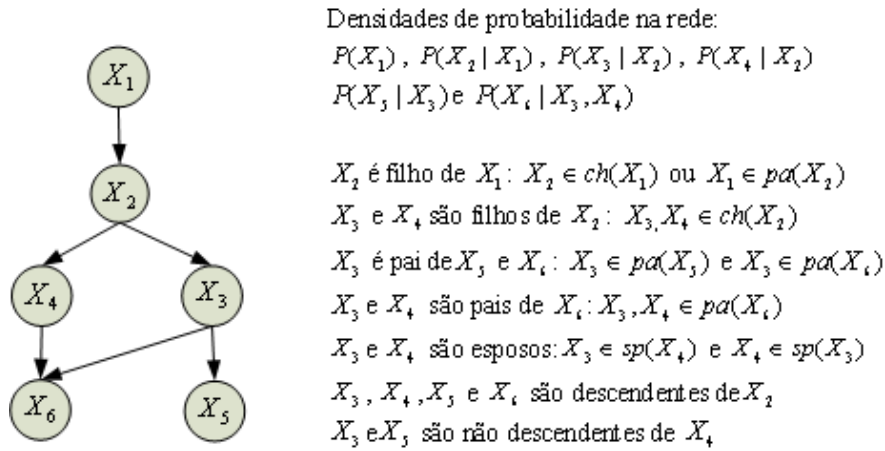 Densidades de probabilidade na rede:
P(X₁) , P(X₂ | X₁) , P(X₃ | X₂) , P(X₄ | X₂)
P(X₅ | X₃) e P(X₆ | X₃ , X₄)
X₂ é filho de X₁ : X₂ ∈ ch(X₁) ou X₁ ∈ pa(X₂)
X₃ e X₄ são filhos de X₂ : X₃, X₄ ∈ ch(X₂)
X₃ é pai de X₅ e X₆ : X₃ ∈ pa(X₅) e X₃ ∈ pa(X₆)
X₃ e X₄ são pais de X₆ : X₃ , X₄ ∈ pa(X₆)
X₃ e X₄ são esposos: X₃ ∈ sp(X₄) e X₄ ∈ sp(X₃)
X₃ , X₄ , X₅ e X₆ são descendentes de X₂
X₃ e X₅ são não descendentes de X₄
X₁
X₂
X₄
X₃
X₆
X₅